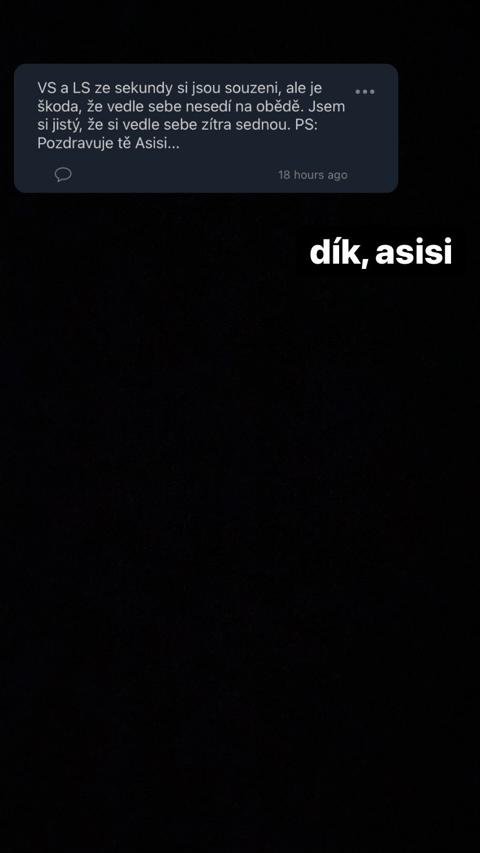 VS a LS ze sekundy si jsou souzeni, ale je
škoda, že vedle sebe nesedí na obědě. Jsem
si jistý, že si vedle sebe zítra sednou. PS:
Pozdravuje tě Asisi...
18 hours ago
dík, asisi